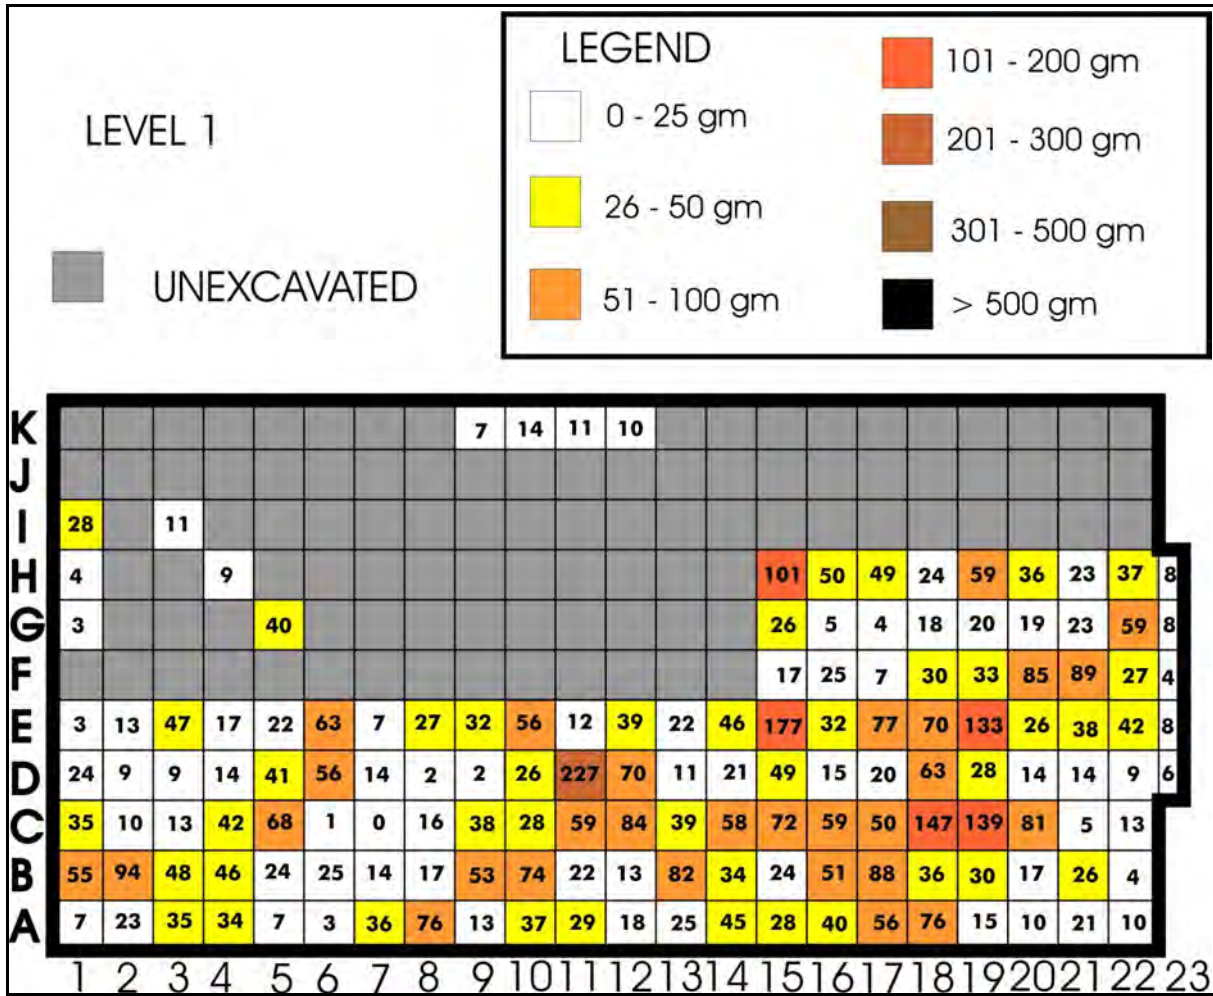 LEVEL 1
UNEXCAVATED
LEGEND
0 - 25 gm
26 - 50 gm
51 - 100 gm
101 - 200 gm
201 - 300 gm
301 - 500 gm
> 500 gm
K 7 14 11 10
J
I 28 11
H 4 9 101 50 49 24 59 36 23 37 8
G 3 40 26 5 4 18 20 19 23 59 8
F 17 25 7 30 33 85 89 27 4
E 3 13 47 17 22 63 7 27 32 56 12 39 22 46 177 32 77 70 133 26 38 42 8
D 24 9 9 14 41 56 14 2 2 26 227 70 11 21 49 15 20 63 28 14 14 9 6
C 35 10 13 42 68 1 0 16 38 28 59 84 39 58 72 59 50 147 139 81 5 13
B 55 94 48 46 24 25 14 17 53 74 22 13 82 34 24 51 88 36 30 17 26 4
A 7 23 35 34 7 3 36 76 13 37 29 18 25 45 28 40 56 76 15 10 21 10
1 2 3 4 5 6 7 8 9 10 11 12 13 14 15 16 17 18 19 20 21 22 23